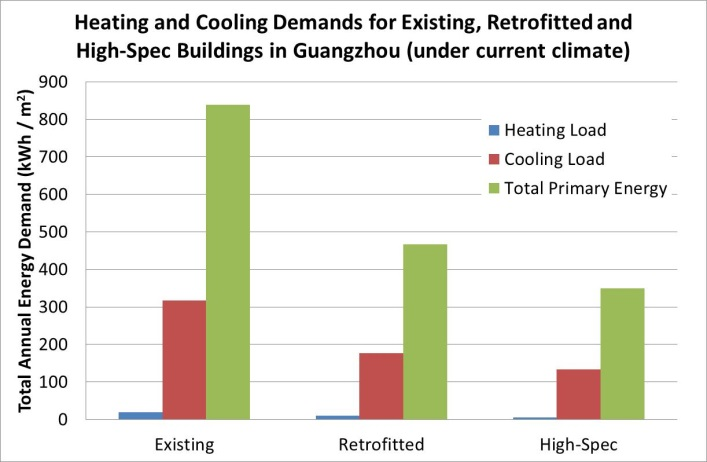 Heating and Cooling Demands for Existing, Retrofitted and
High-Spec Buildings in Guangzhou (under current climate)
Total Annual Energy Demand (kWh / m²)
900
800
700
600
500
400
300
200
100
0
Heating Load
Cooling Load
Total Primary Energy
Existing
Retrofitted
High-Spec